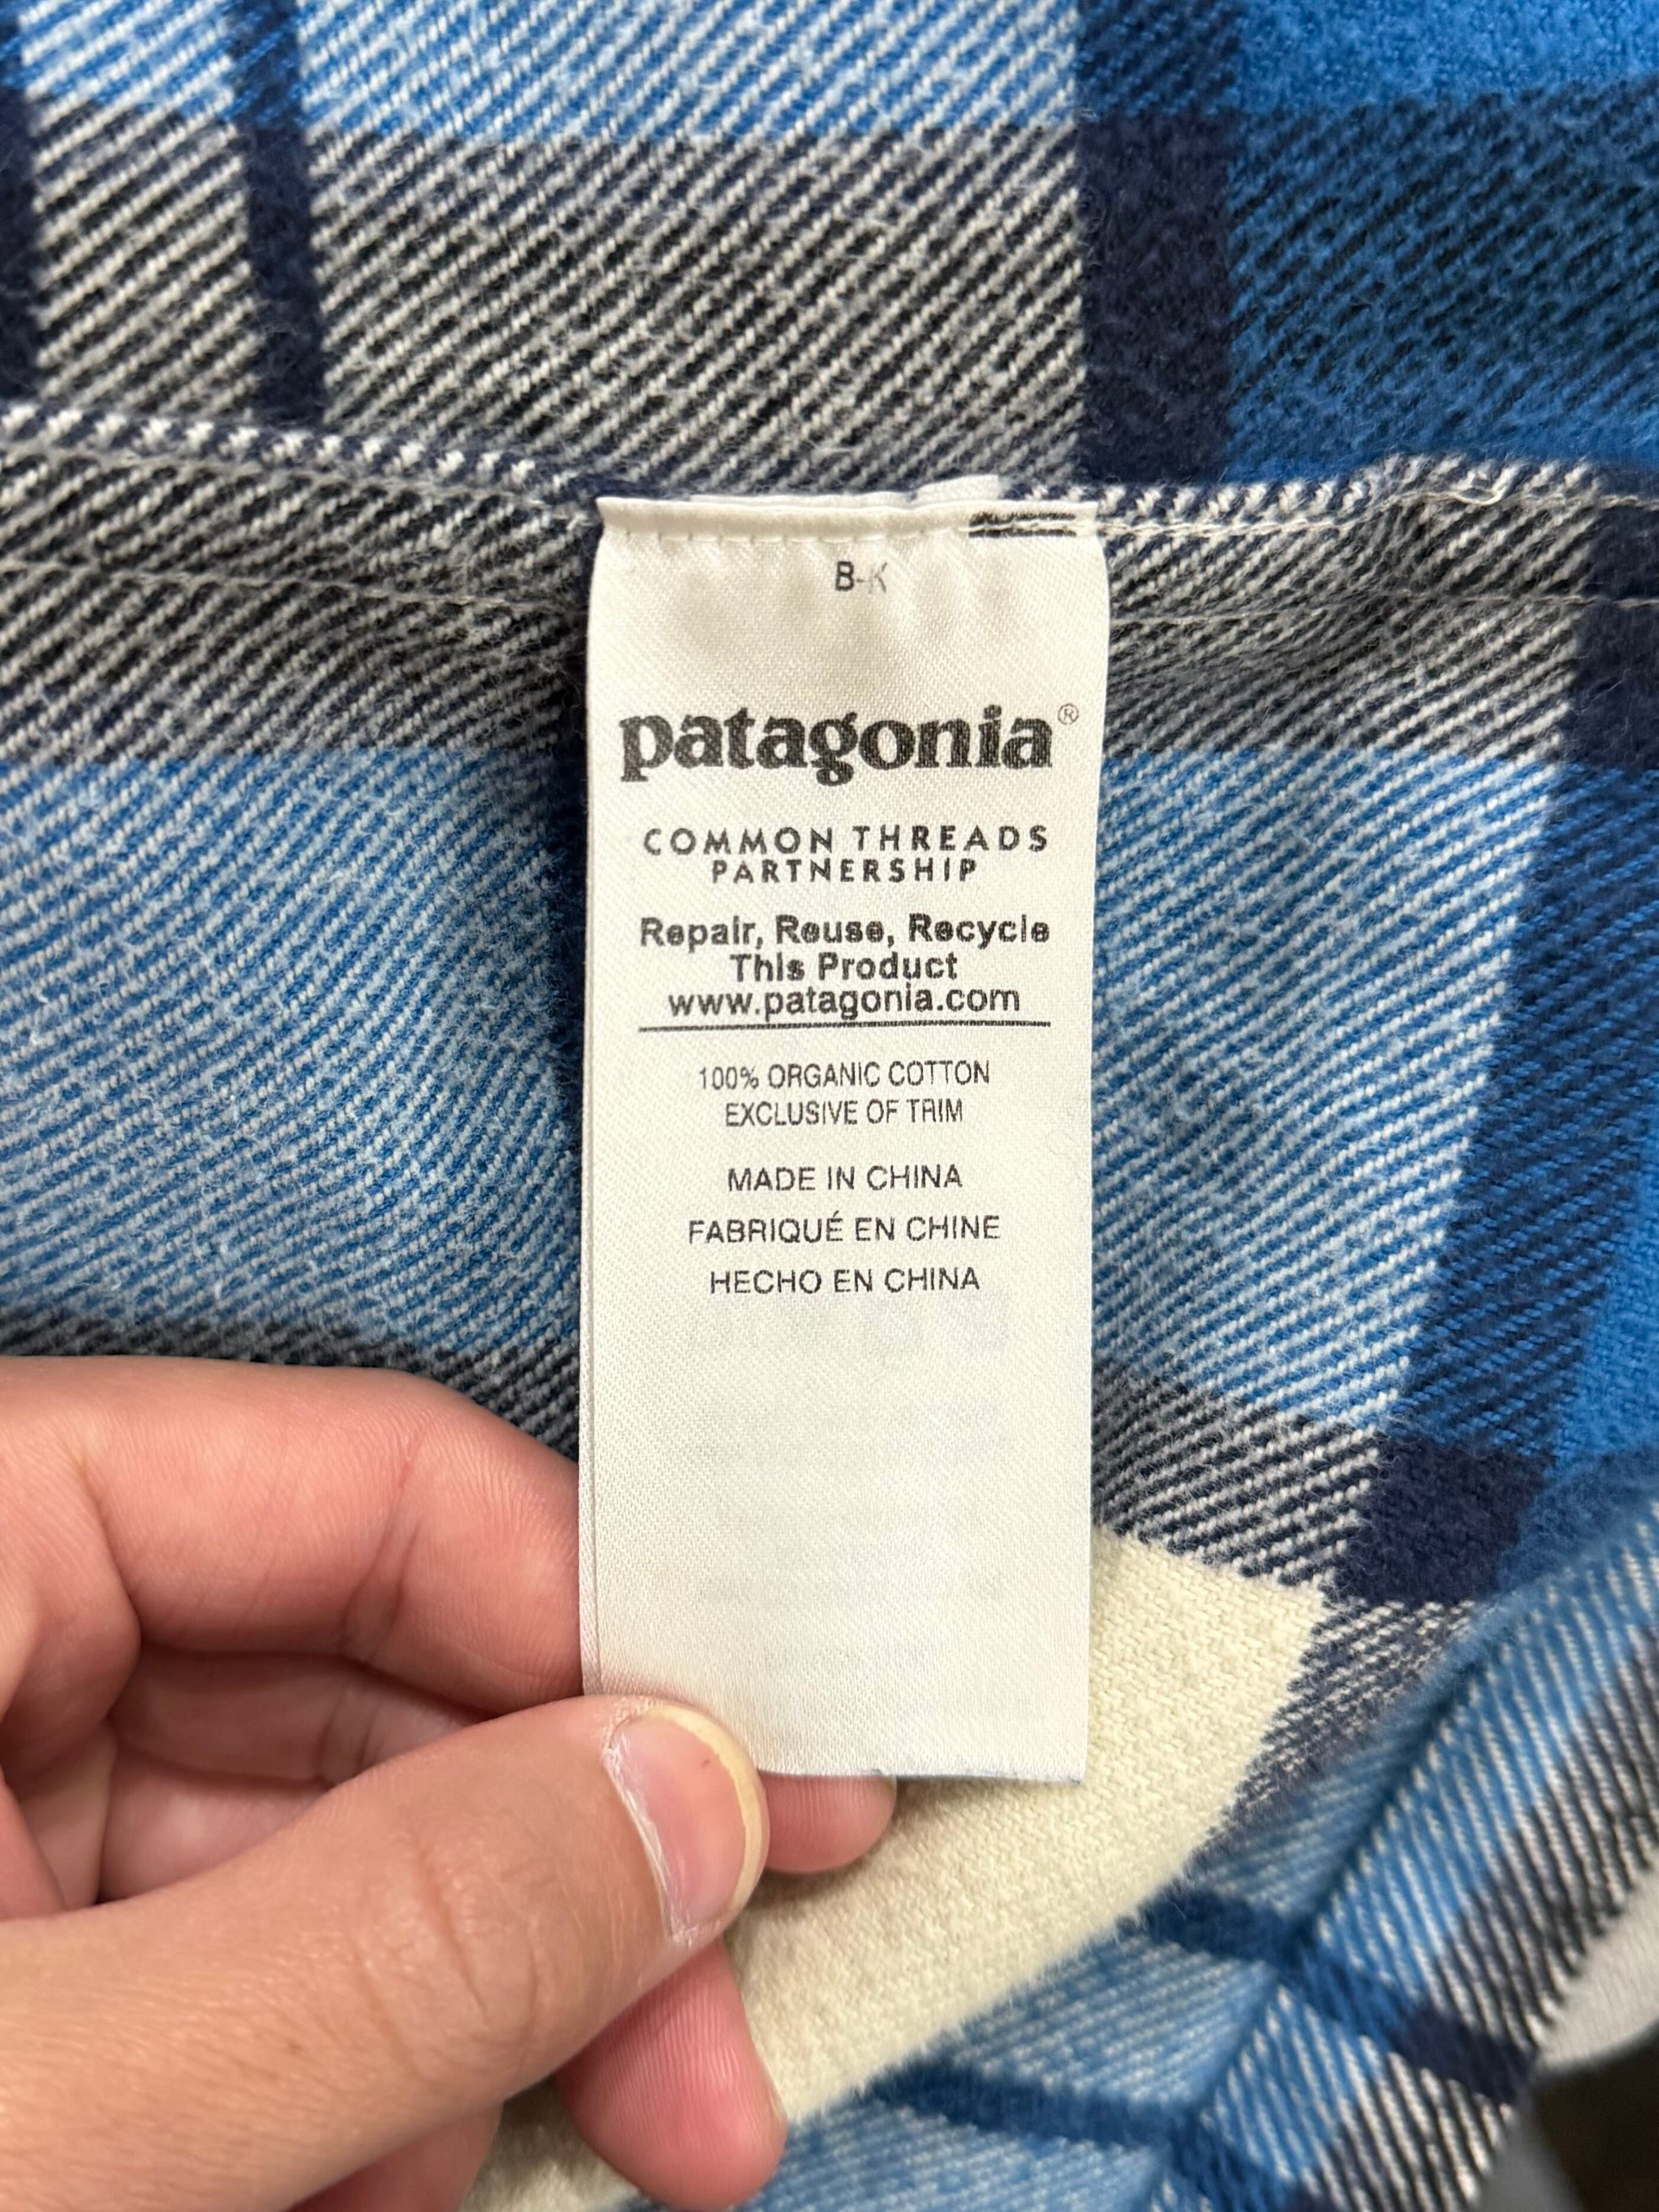 B-K
patagonia®
COMMON THREADS
PARTNERSHIP
Repair, Reuse, Recycle
This Product
www.patagonia.com
100% ORGANIC COTTON
EXCLUSIVE OF TRIM
MADE IN CHINA
FABRIQUÉ EN CHINE
HECHO EN CHINA